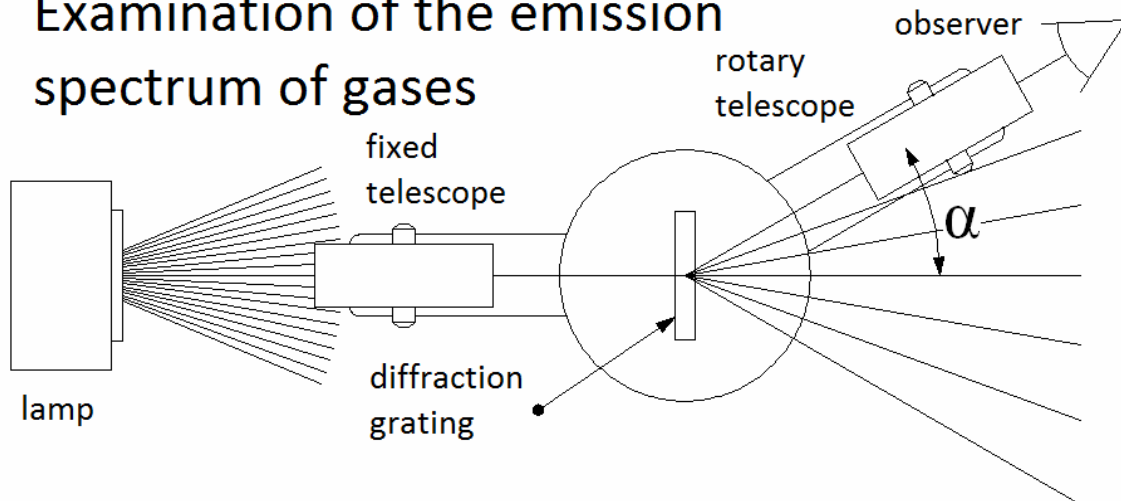 Examination of the emission
spectrum of gases
observer
rotary
telescope
fixed
telescope
α
diffraction
grating
lamp